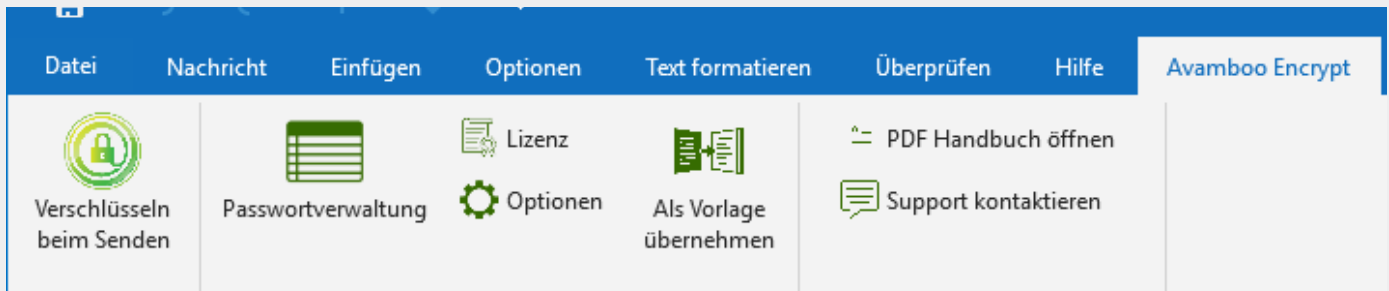 Datei Nachricht Einfügen Optionen Text formatieren Überprüfen Hilfe Avamboo Encrypt
Verschlüsseln
beim Senden
Passwortverwaltung
Lizenz
Optionen
Als Vorlage
übernehmen
PDF Handbuch öffnen
Support kontaktieren